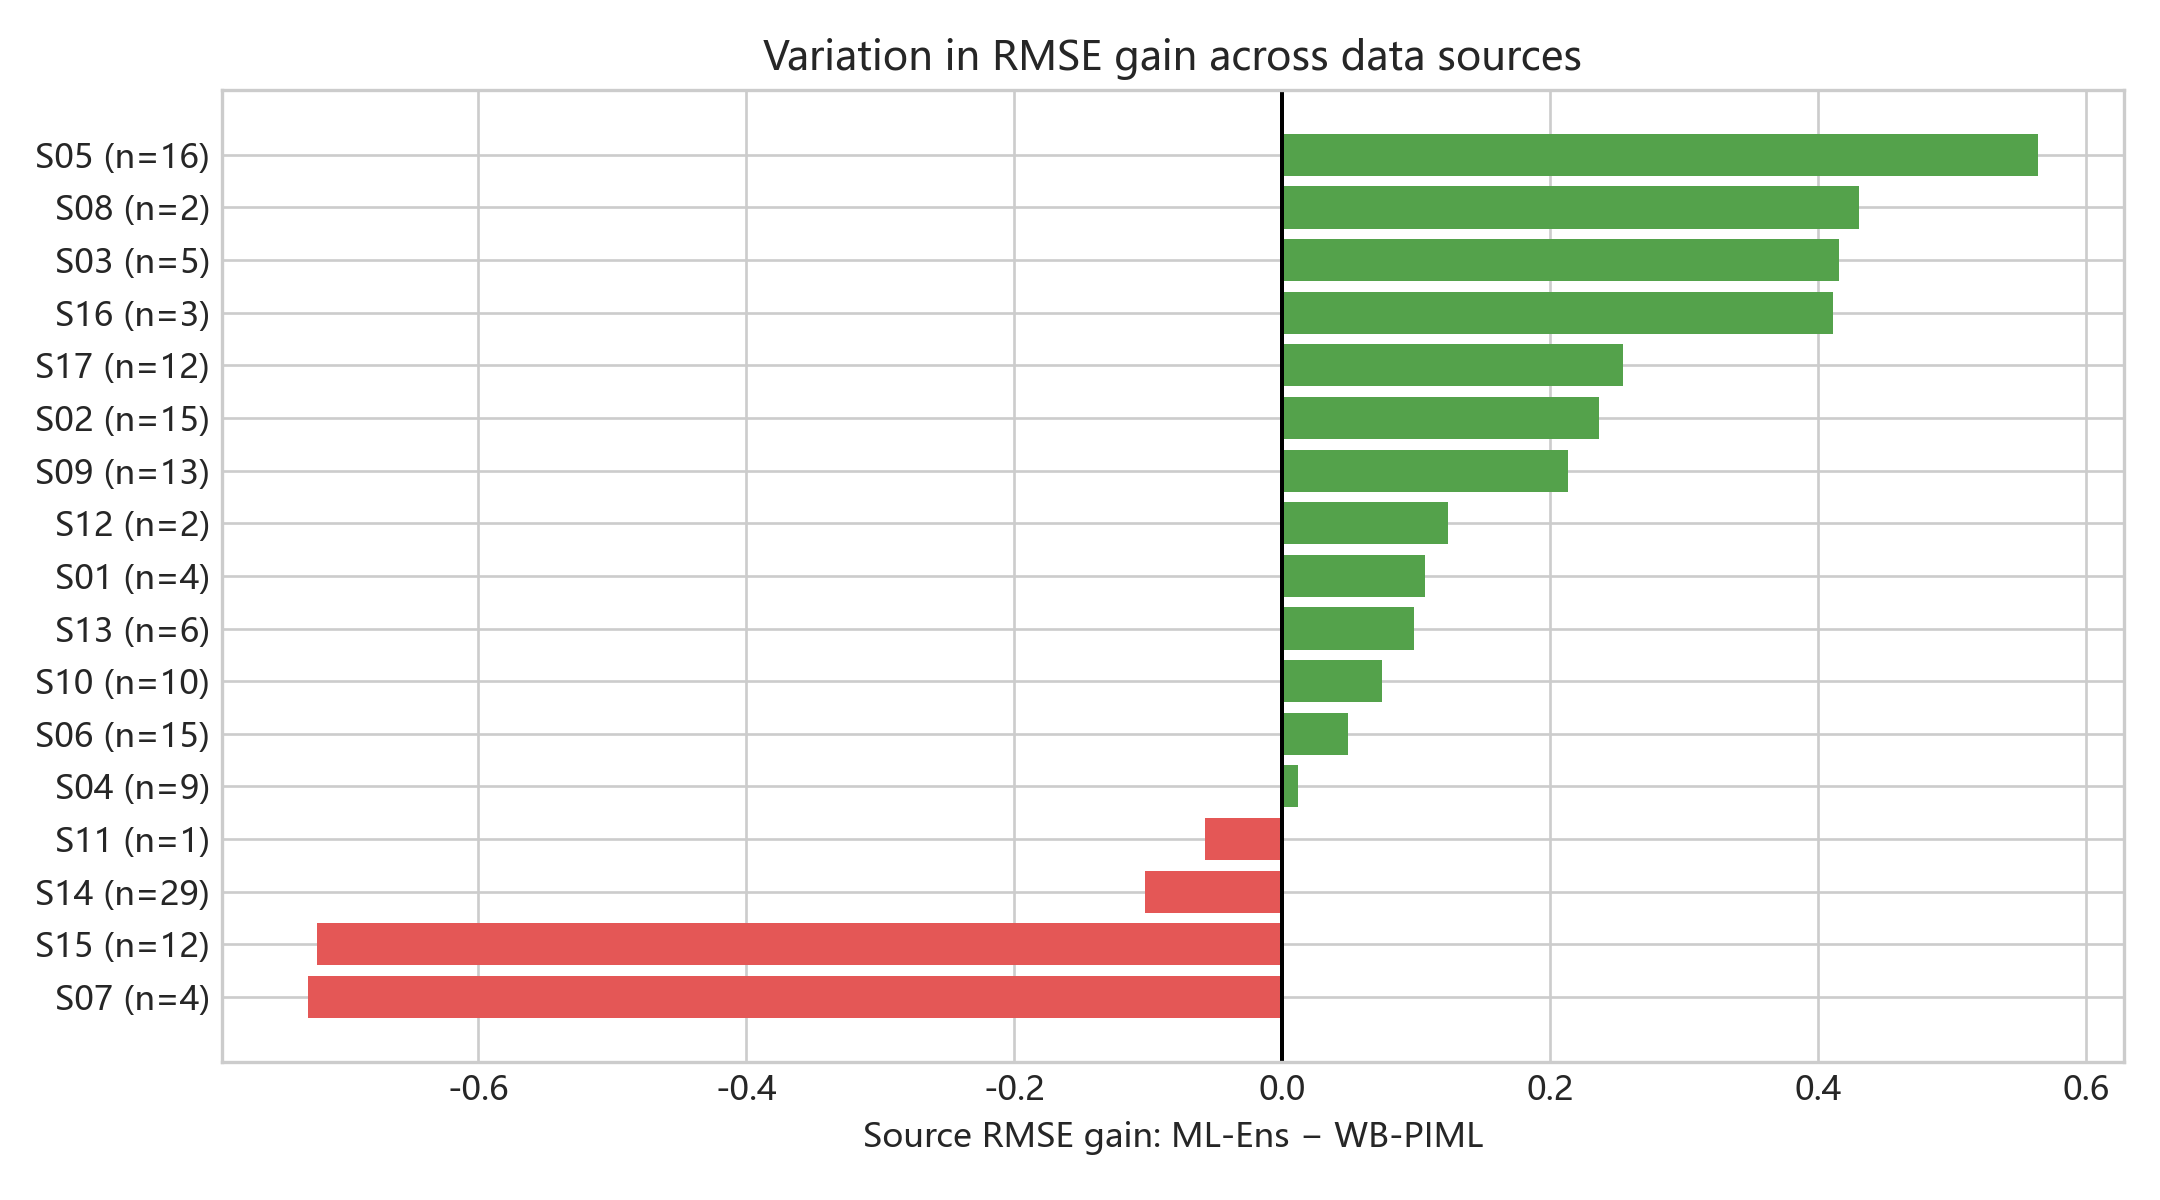 Variation in RMSE gain across data sources
S05 (n=16)
S08 (n=2)
S03 (n=5)
S16 (n=3)
S17 (n=12)
S02 (n=15)
S09 (n=13)
S12 (n=2)
S01 (n=4)
S13 (n=6)
S10 (n=10)
S06 (n=15)
S04 (n=9)
S11 (n=1)
S14 (n=29)
S15 (n=12)
S07 (n=4)
-0.6 -0.4 -0.2 0.0 0.2 0.4 0.6
Source RMSE gain: ML-Ens − WB-PIML